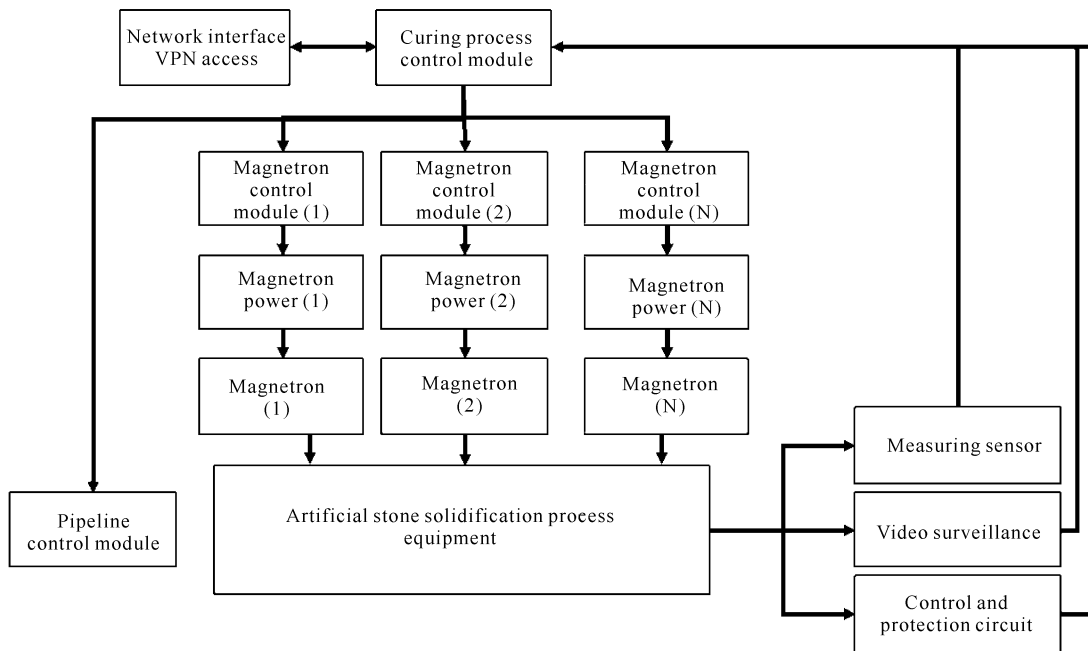 Network interface
VPN access
Curing process
control module
Magnetron
control
module (1)
Magnetron
control
module (2)
Magnetron
control
module (N)
Magnetron
power (1)
Magnetron
power (2)
Magnetron
power (N)
Magnetron
(1)
Magnetron
(2)
Magnetron
(N)
Measuring sensor
Pipeline
control module
Artificial stone solidification process
equipment
Video surveillance
Control and
protection circuit